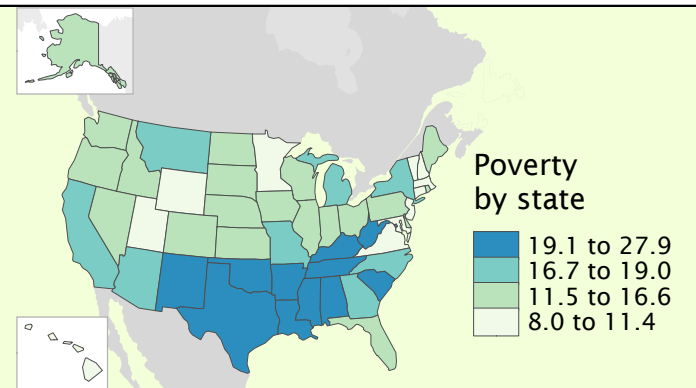 Poverty
by state
19.1 to 27.9
16.7 to 19.0
11.5 to 16.6
8.0 to 11.4